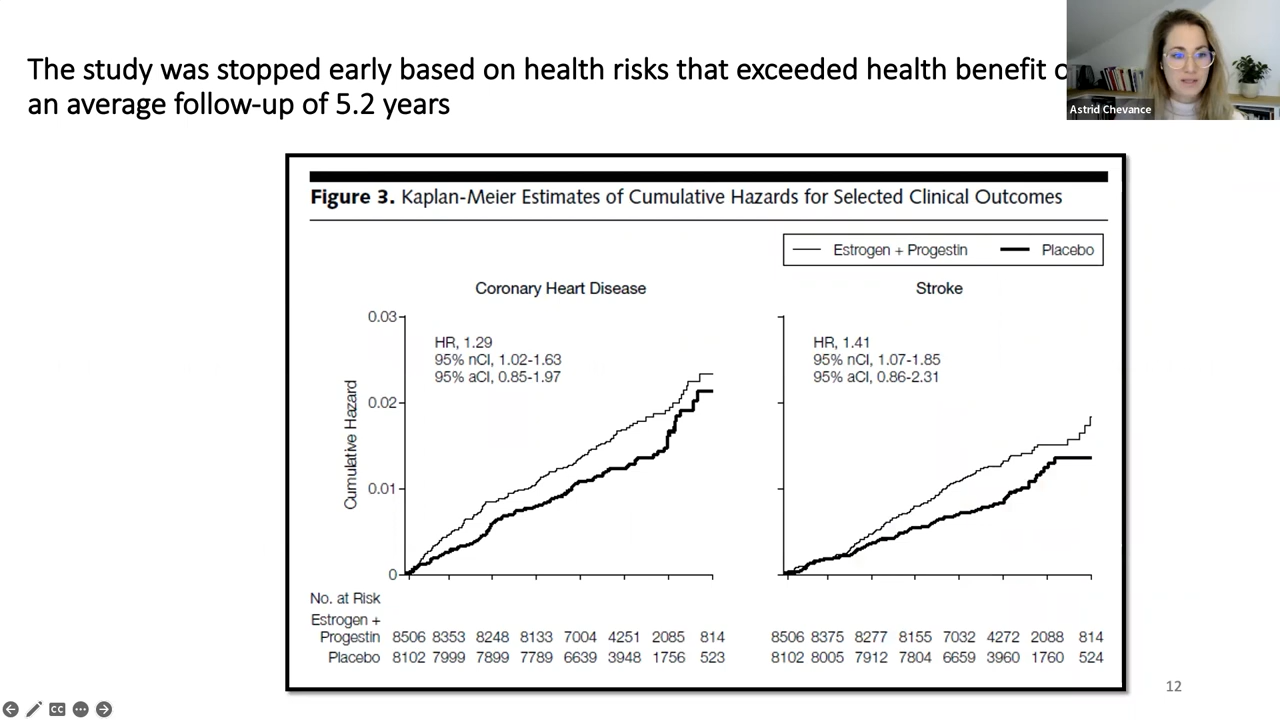 The study was stopped early based on health risks that exceeded health benefit
an average follow-up of 5.2 years
Astrid Chevance
Figure 3. Kaplan-Meier Estimates of Cumulative Hazards for Selected Clinical Outcomes
Estrogen + Progestin Placebo
Coronary Heart Disease
Stroke
Cumulative Hazard
0.03
0.02
0.01
0
HR, 1.29
95% nCI, 1.02-1.63
95% aCI, 0.85-1.97
HR, 1.41
95% nCI, 1.07-1.85
95% aCI, 0.86-2.31
No. at Risk
Estrogen +
Progestin 8506 8353 8248 8133 7004 4251 2085 814 8506 8375 8277 8155 7032 4272 2088 814
Placebo 8102 7999 7899 7789 6639 3948 1756 523 8102 8005 7912 7804 6659 3960 1760 524
12
CC